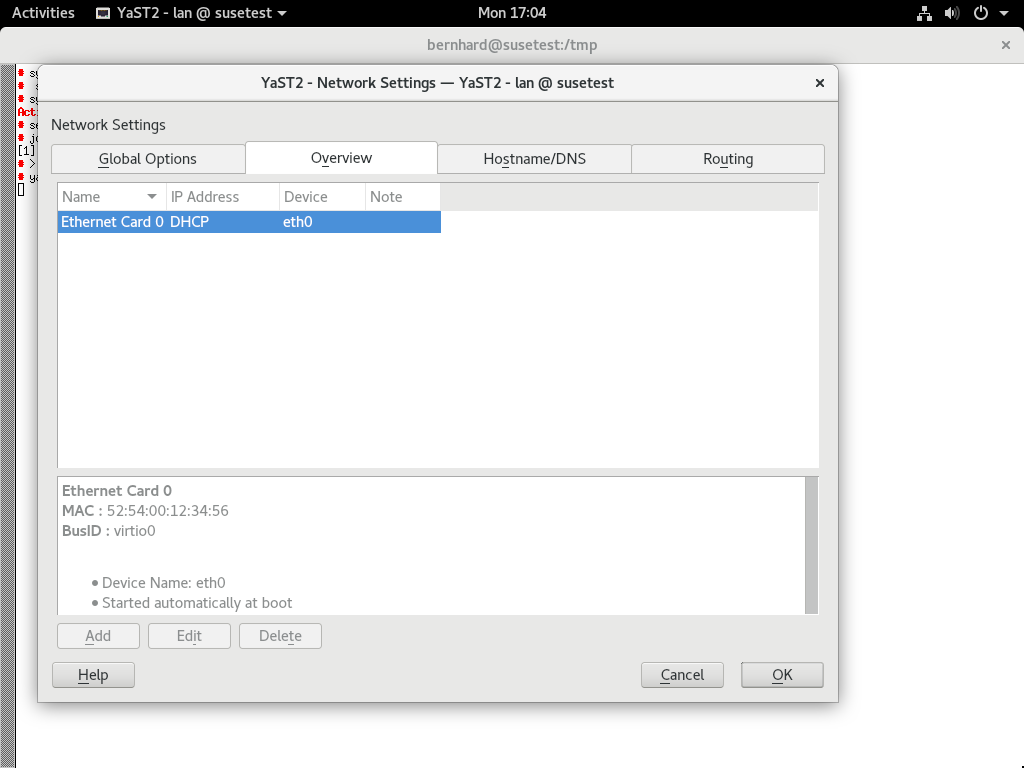 Activities YaST2 - lan @ susetest Mon 17:04
bernhard@susetest:/tmp
YaST2 - Network Settings — YaST2 - lan @ susetest
Network Settings
Global Options Overview Hostname/DNS Routing
Name IP Address Device Note
Ethernet Card 0 DHCP eth0
Ethernet Card 0
MAC : 52:54:00:12:34:56
BusID : virtio0
• Device Name: eth0
• Started automatically at boot
Add Edit Delete
Help Cancel OK
[1]